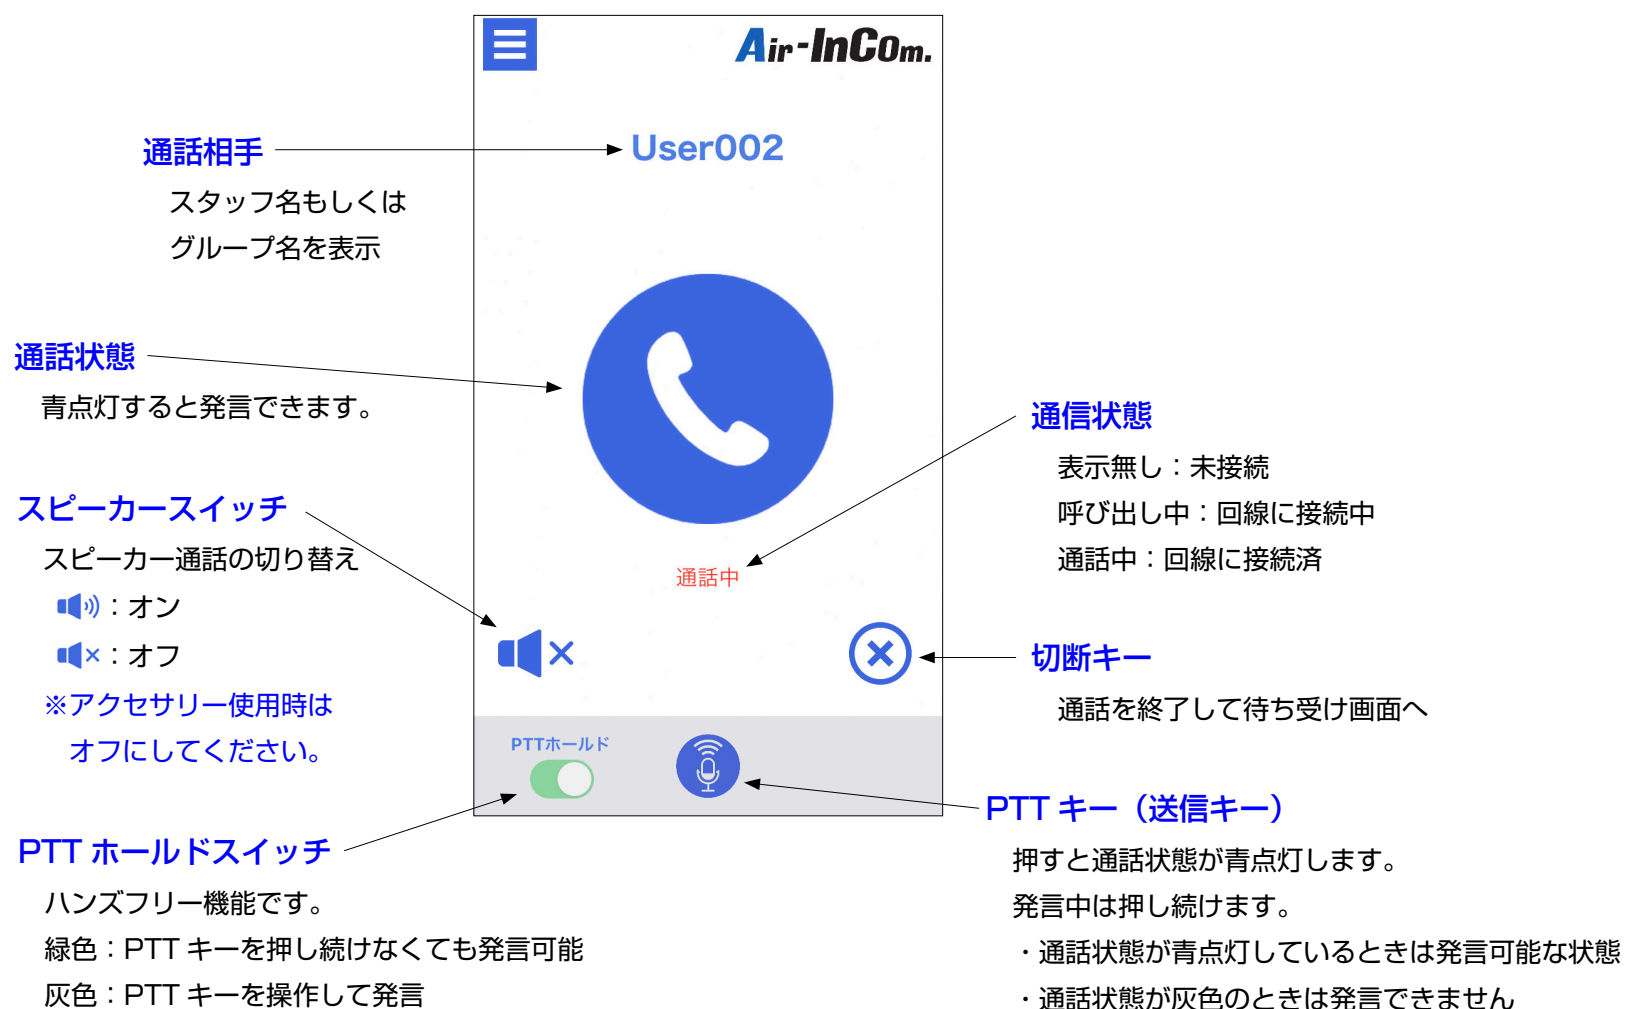 Air-InCom.
User002
通話相手
スタッフ名もしくは
グループ名を表示
通話状態
青点灯すると発言できます。
スピーカースイッチ
スピーカー通話の切り替え
：オン
：オフ
※アクセサリー使用時は
オフにしてください。
通話中
通信状態
表示無し：未接続
呼び出し中：回線に接続中
通話中：回線に接続済
切断キー
通話を終了して待ち受け画面へ
PTTホールド
PTT ホールドスイッチ
ハンズフリー機能です。
緑色：PTT キーを押し続けなくても発言可能
灰色：PTT キーを操作して発言
PTT キー（送信キー）
押すと通話状態が青点灯します。
発言中は押し続けます。
・通話状態が青点灯しているときは発言可能な状態
・通話状態が灰色のときは発言できません